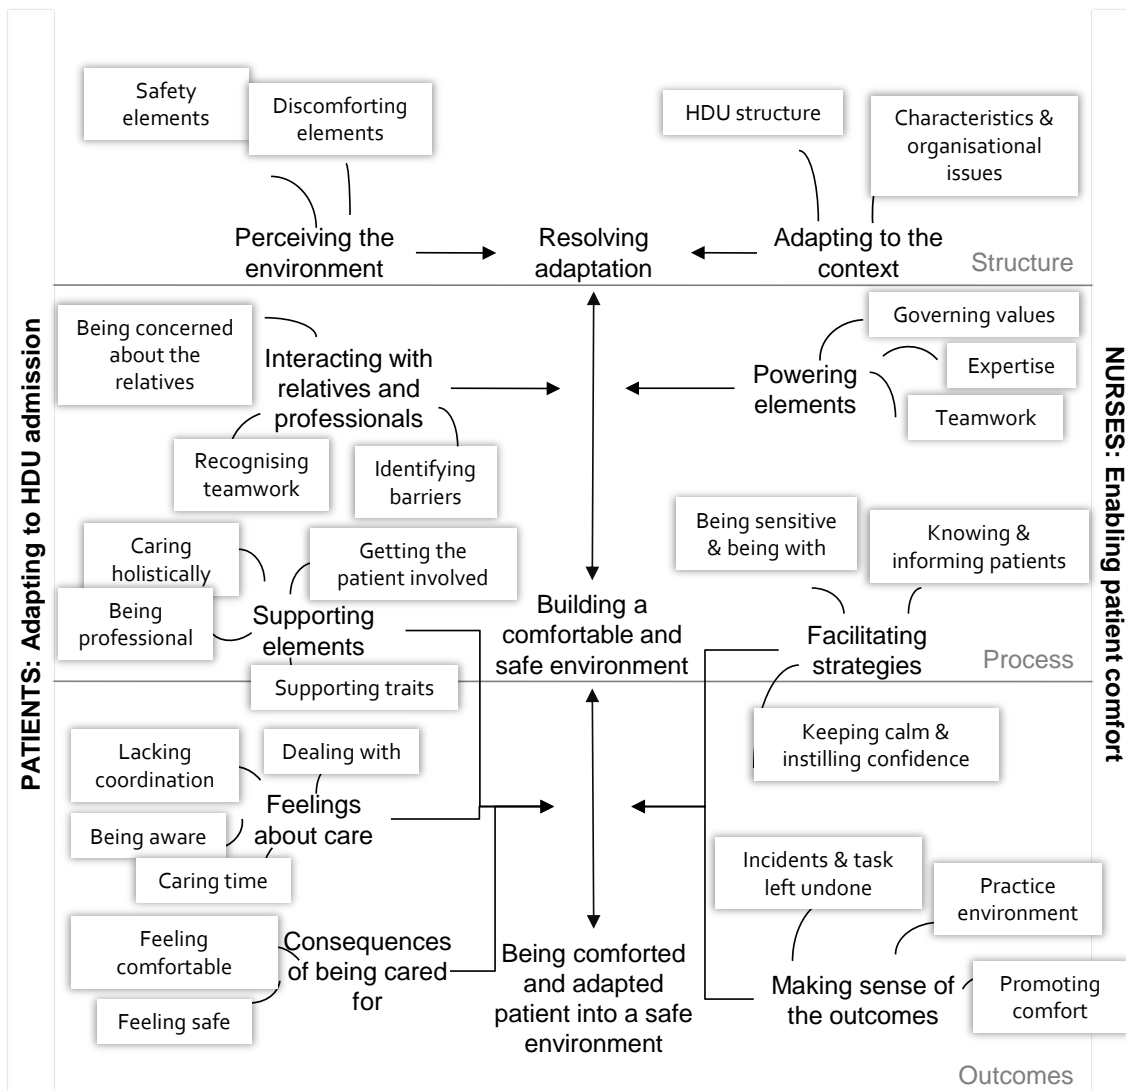 PATIENTS: Adapting to HDU admission
NURSES: Enabling patient comfort
Safety
elements
Discomforting
elements
HDU structure
Characteristics &
organisational
issues
Perceiving the
environment
Resolving
adaptation
Adapting to the
context
Structure
Being concerned
about the
relatives
Interacting with
relatives and
professionals
Recognising
teamwork
Identifying
barriers
Governing values
Powering
elements
Expertise
Teamwork
Caring
holistically
Getting the
patient involved
Being
professional
Supporting
elements
Supporting traits
Building a
comfortable and
safe environment
Being sensitive
& being with
Knowing &
informing patients
Facilitating
strategies
Process
Keeping calm &
instilling confidence
Lacking
coordination
Dealing with
Feelings
about care
Being aware
Caring time
Incidents & task
left undone
Practice
environment
Feeling
comfortable
Consequences
of being cared
for
Feeling safe
Being comforted
and adapted
patient into a safe
environment
Making sense of
the outcomes
Promoting
comfort
Outcomes